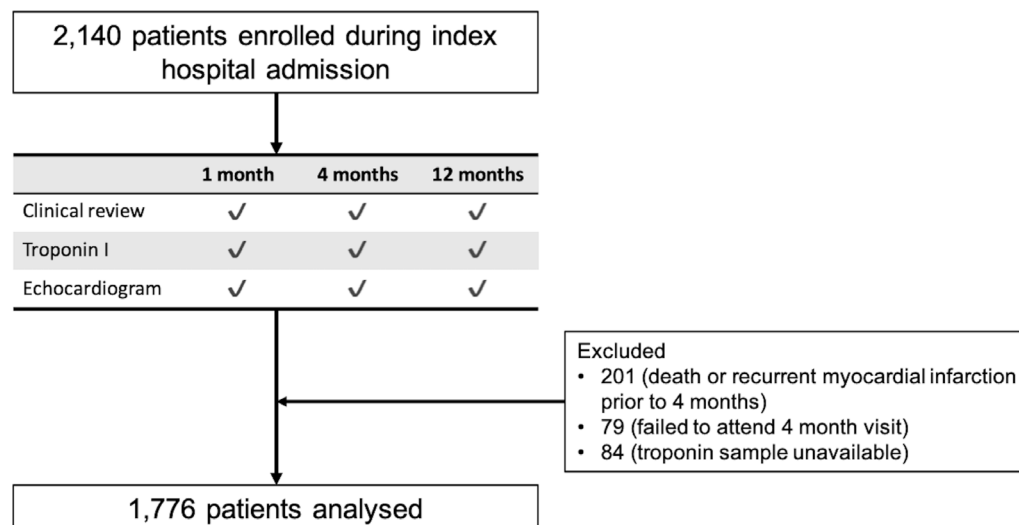 2,140 patients enrolled during index
hospital admission
1 month 4 months 12 months
Clinical review ✓ ✓ ✓
Troponin I ✓ ✓ ✓
Echocardiogram ✓ ✓ ✓
Excluded
• 201 (death or recurrent myocardial infarction
prior to 4 months)
• 79 (failed to attend 4 month visit)
• 84 (troponin sample unavailable)
1,776 patients analysed